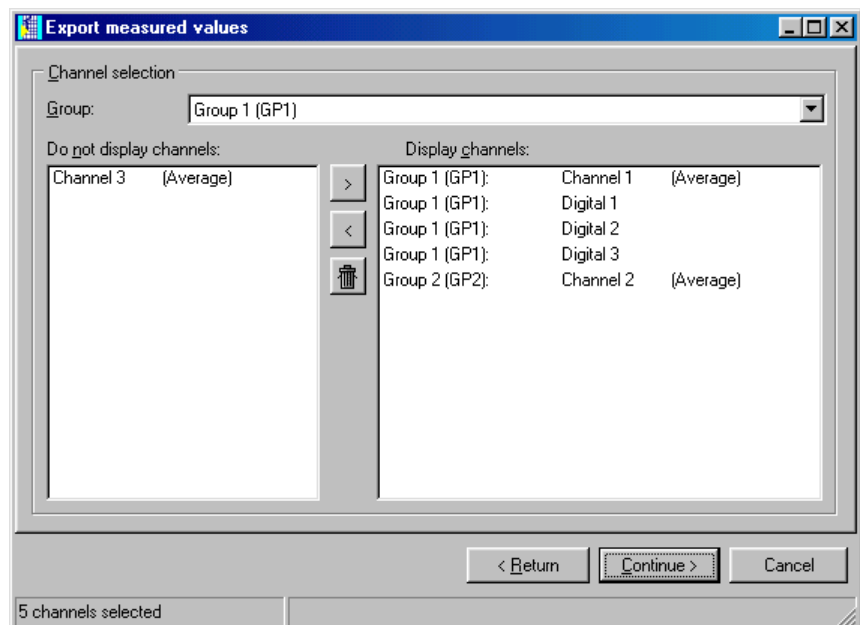 Export measured values
Channel selection
Group: Group 1 (GP1)
Do not display channels:
Channel 3 (Average)
>
<
Display channels:
Group 1 (GP1): Channel 1 (Average)
Group 1 (GP1): Digital 1
Group 1 (GP1): Digital 2
Group 1 (GP1): Digital 3
Group 2 (GP2): Channel 2 (Average)
< Return Continue > Cancel
5 channels selected